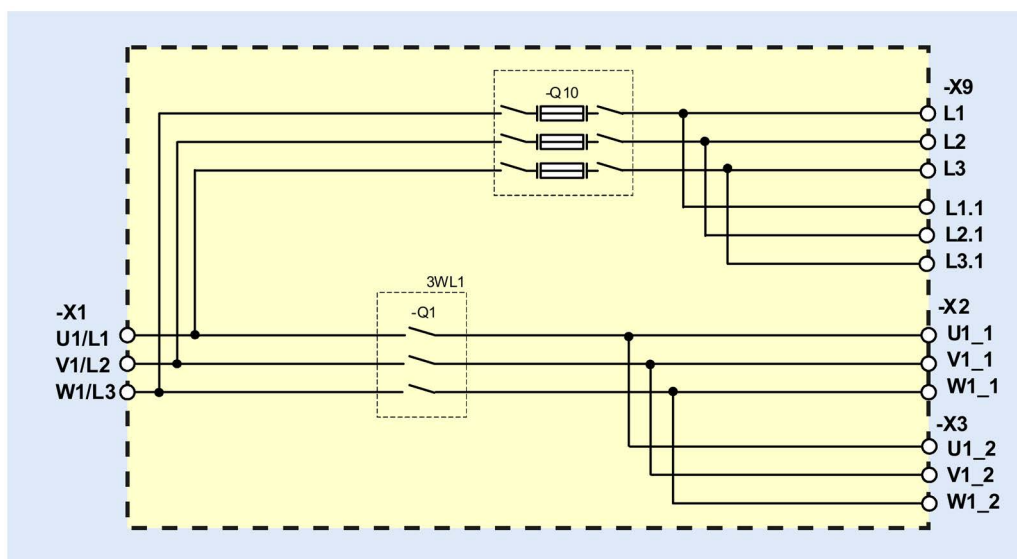 -Q10
-X9
L1
L2
L3
L1.1
L2.1
L3.1
3WL1
-Q1
-X1
U1/L1
V1/L2
W1/L3
-X2
U1_1
V1_1
W1_1
-X3
U1_2
V1_2
W1_2